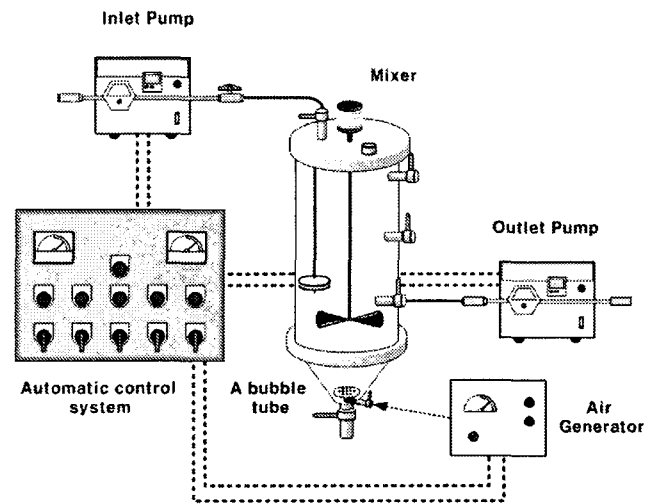 Inlet Pump
Mixer
Outlet Pump
Automatic control
system
A bubble
tube
Air
Generator